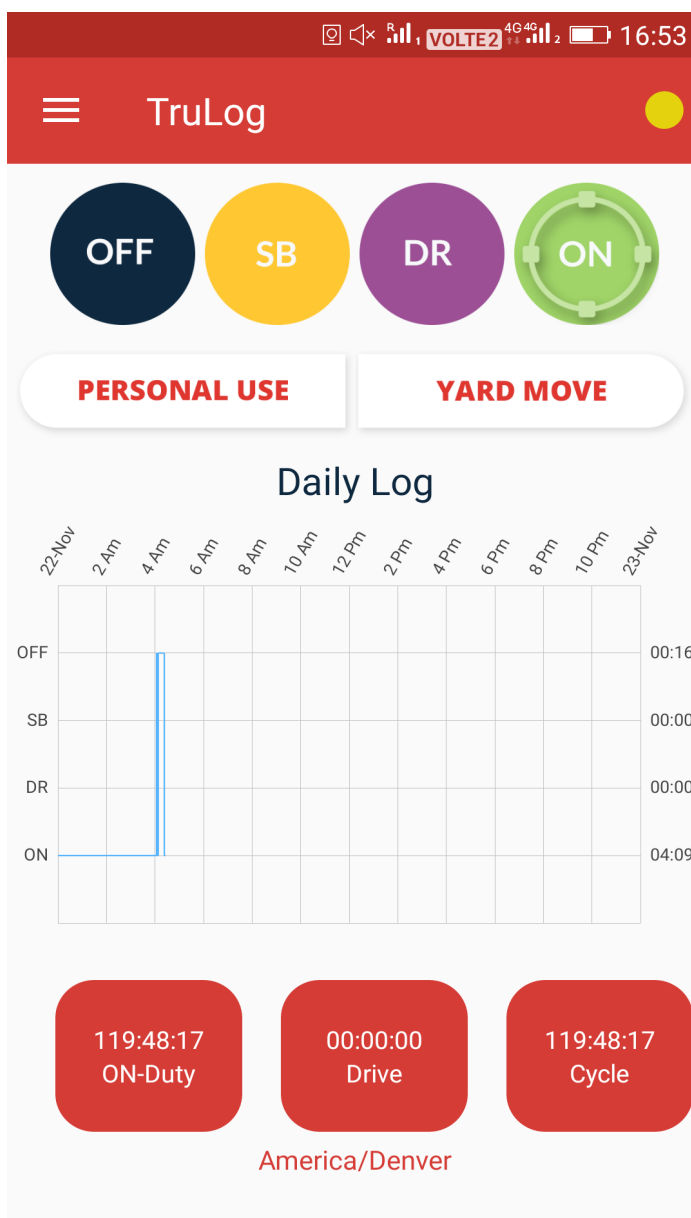 R 1 VOLTE2 4G 4G 2 16:53
TruLog
OFF SB DR ON
PERSONAL USE YARD MOVE
Daily Log
22-Nov 2 Am 4 Am 6 Am 8 Am 10 Am 12 Pm 2 Pm 4 Pm 6 Pm 8 Pm 10 Pm 23-Nov
OFF 00:16
SB 00:00
DR 00:00
ON 04:09
119:48:17 00:00:00 119:48:17
ON-Duty Drive Cycle
America/Denver